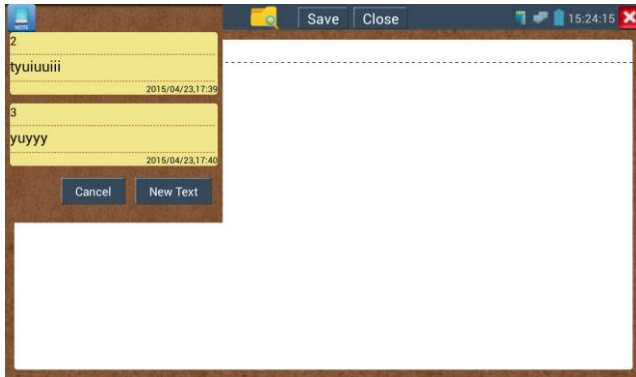 NOTE
Save Close 15:24:15
2
tyuiuuiii
2015/04/23,17:39
3
yuyyy
2015/04/23,17:40
Cancel New Text